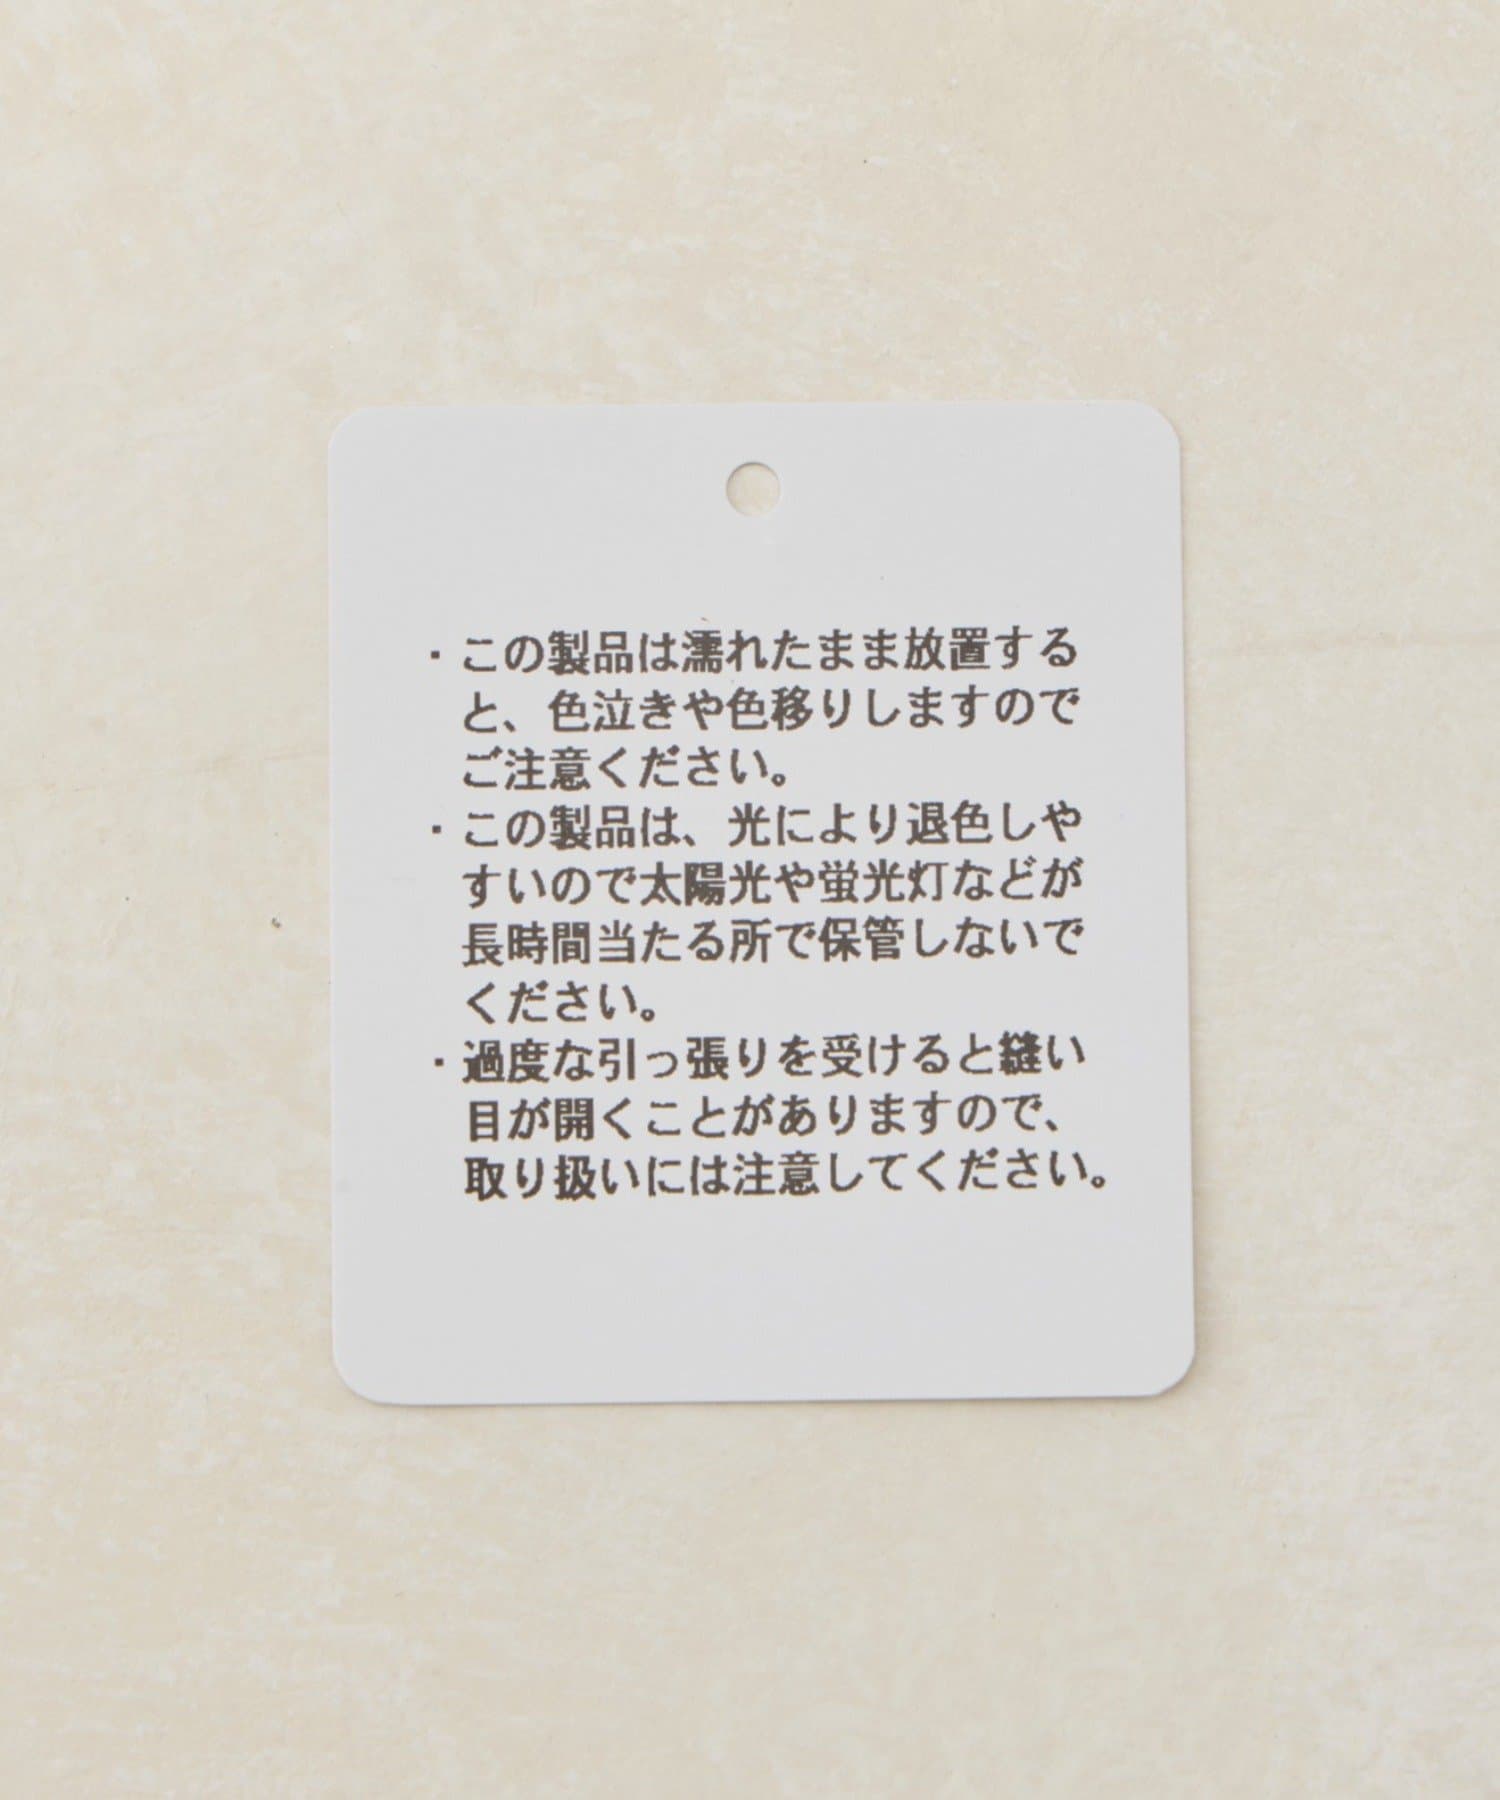 ・この製品は濡れたまま放置する
と、色泣きや色移りしますので
ご注意ください。
・この製品は、光により退色しや
すいので太陽光や蛍光灯などが
長時間当たる所で保管しないで
ください。
・過度な引っ張りを受けると縫い
目が開くことがありますので、
取り扱いには注意してください。